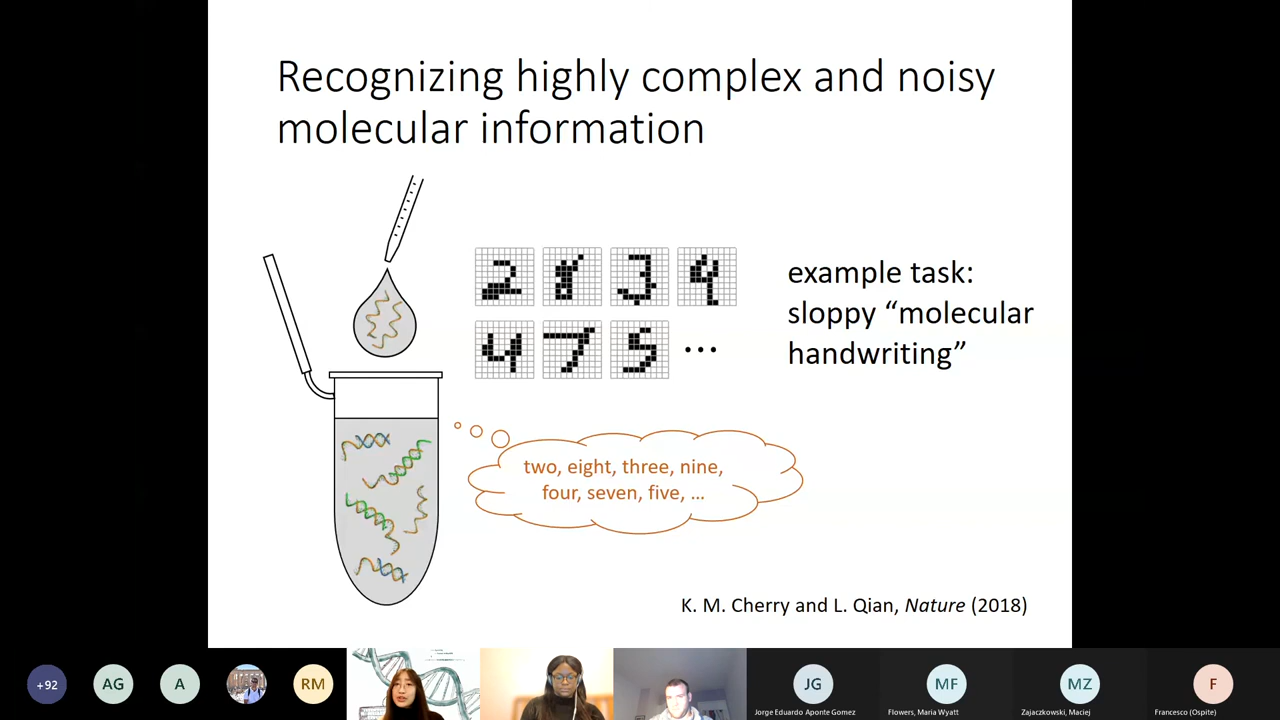 Recognizing highly complex and noisy
molecular information
example task:
sloppy “molecular
handwriting”
two, eight, three, nine,
four, seven, five, ...
K. M. Cherry and L. Qian, Nature (2018)
+92
AG
A
RM
JG
Jorge Eduardo Aponte Gomez
MF
Flowers, Maria Wyatt
MZ
Zajaczkowski, Maciej
F
Francesco (Ospite)